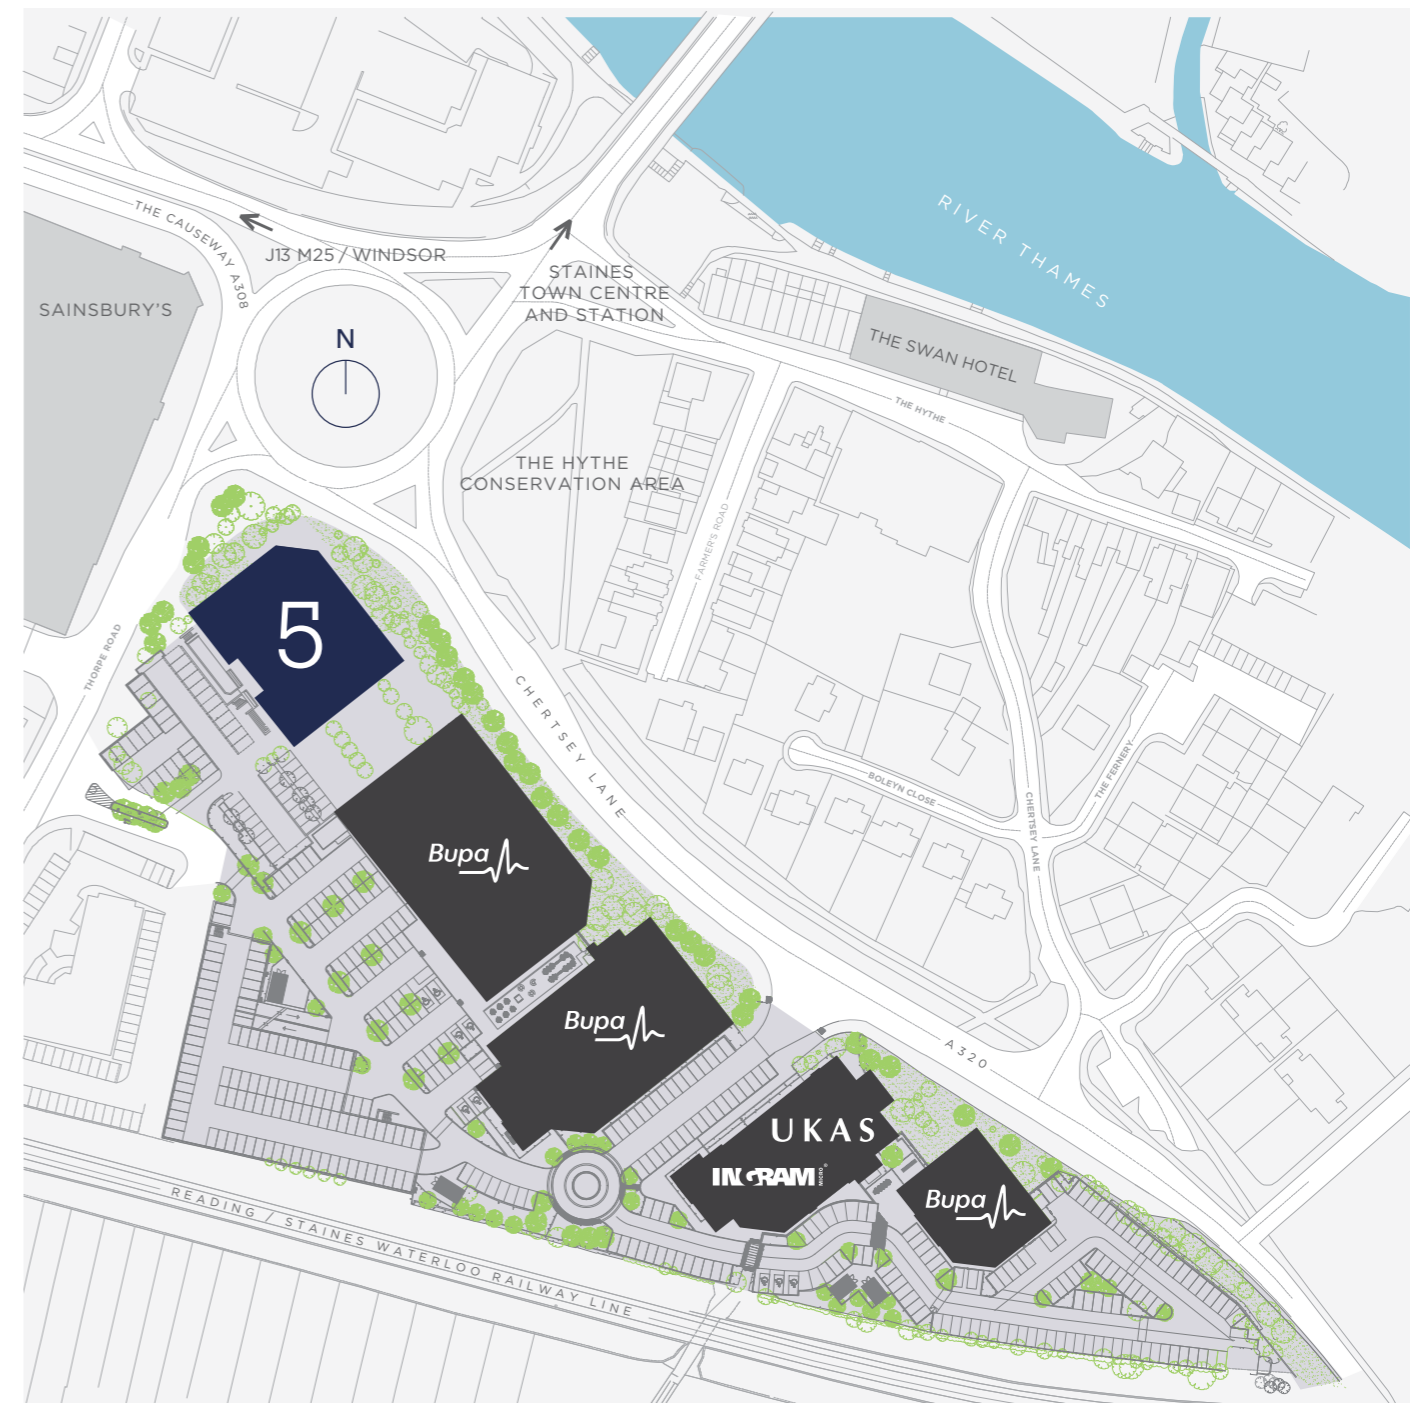 RIVER THAMES
THE CAUSEWAY A308
J13 M25 / WINDSOR
STAINES
TOWN CENTRE
AND STATION
SAINSBURY'S
N
THE SWAN HOTEL
THE HYTHE
THE HYTHE
CONSERVATION AREA
FARMER'S ROAD
5
THORPE ROAD
CHERTSEY LANE
BOLEYN CLOSE
THE FERNERY
CHERTSEY LANE
Bupa
Bupa
A320
UKAS
INGRAM
MICRO
®
Bupa
READING / STAINES WATERLOO RAILWAY LINE